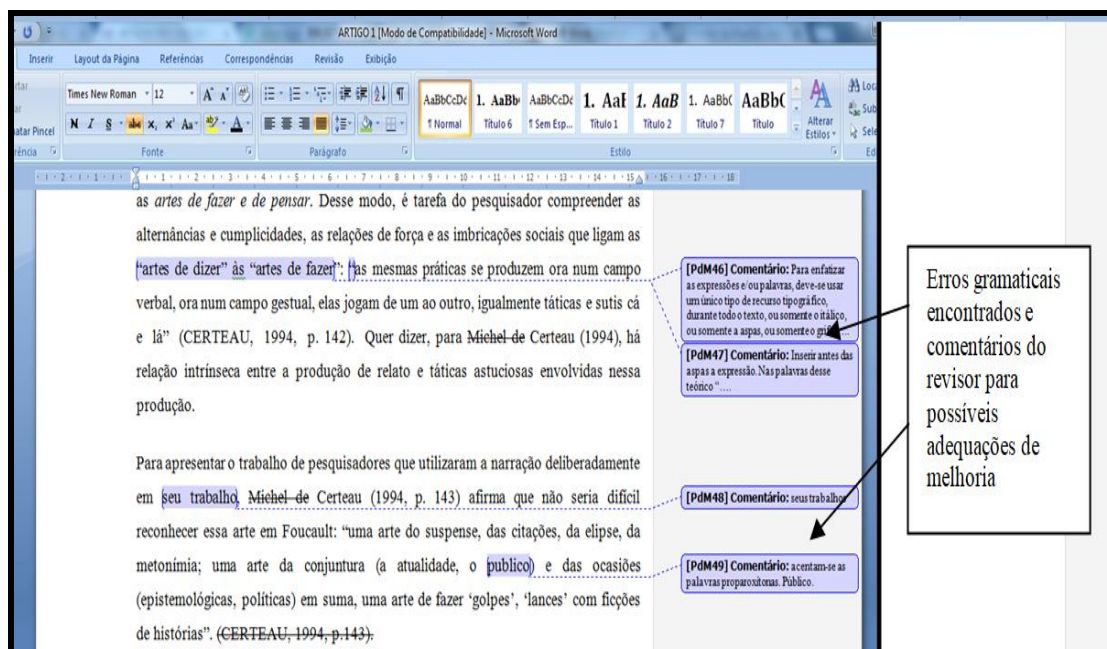 ARTIGO 1 [Modo de Compatibilidade] - Microsoft Word
Inserir Layout da Página Referências Correspondências Revisão Exibição
Times New Roman 12
N I S abc x₂ x² Aa A
Fonte Parágrafo Estilo
AaBbCcDc 1. AaBb AaBbCcDc 1. AaI 1. AaB 1. AaBb( AaBb(
¶ Normal Título 6 ¶ Sem Esp... Título 1 Título 2 Título 7 Título
Alterar
Estilos
atar Pincel
as artes de fazer e de pensar. Desse modo, é tarefa do pesquisador compreender as
alternâncias e cumplicidades, as relações de força e as imbricações sociais que ligam as
“artes de dizer” às “artes de fazer”: “as mesmas práticas se produzem ora num campo
verbal, ora num campo gestual, elas jogam de um ao outro, igualmente táticas e sutis cá
e lá” (CERTEAU, 1994, p. 142). Quer dizer, para Michel de Certeau (1994), há
relação intrínseca entre a produção de relato e táticas astuciosas envolvidas nessa
produção.
Para apresentar o trabalho de pesquisadores que utilizaram a narração deliberadamente
em seu trabalho, Michel de Certeau (1994, p. 143) afirma que não seria difícil
reconhecer essa arte em Foucault: “uma arte do suspense, das citações, da elipse, da
metonímia; uma arte da conjuntura (a atualidade, o publico) e das ocasiões
(epistemológicas, políticas) em suma, uma arte de fazer ‘golpes’, ‘lances’ com ficções
de histórias”. (CERTEAU, 1994, p.143).
[PdM46] Comentário: Para enfatizar
as expressões e/ou palavras, deve-se usar
um único tipo de recurso tipográfico,
durante todo o texto, ou somente o itálico,
ou somente a aspas, ou somente o
[PdM47] Comentário: Inserir antes das
aspas a expressão. Nas palavras desse
teórico “....
[PdM48] Comentário: seus trabalhos
[PdM49] Comentário: acentam-se as
palavras proparoxítonas. Público.
Erros gramaticais
encontrados e
comentários do
revisor para
possíveis
adequações de
melhoria